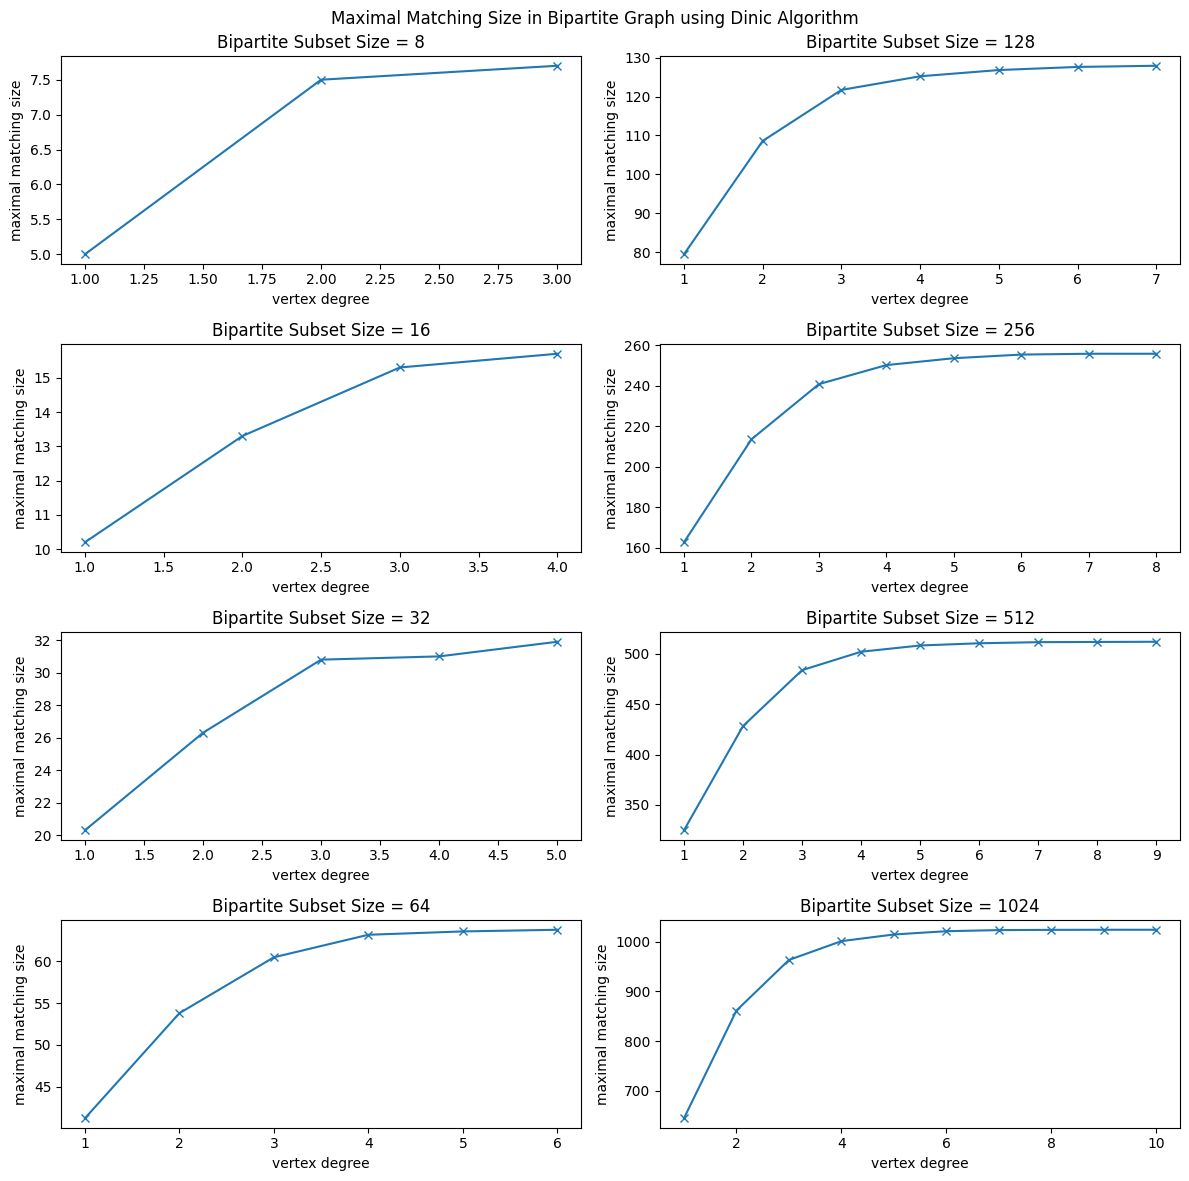 Maximal Matching Size in Bipartite Graph using Dinic Algorithm
Bipartite Subset Size = 8
maximal matching size
7.5
7.0
6.5
6.0
5.5
5.0
1.00 1.25 1.50 1.75 2.00 2.25 2.50 2.75 3.00
vertex degree
Bipartite Subset Size = 128
maximal matching size
130
120
110
100
90
80
1 2 3 4 5 6 7
vertex degree
Bipartite Subset Size = 16
maximal matching size
15
14
13
12
11
10
1.0 1.5 2.0 2.5 3.0 3.5 4.0
vertex degree
Bipartite Subset Size = 256
maximal matching size
260
240
220
200
180
160
1 2 3 4 5 6 7 8
vertex degree
Bipartite Subset Size = 32
maximal matching size
32
30
28
26
24
22
20
1.0 1.5 2.0 2.5 3.0 3.5 4.0 4.5 5.0
vertex degree
Bipartite Subset Size = 512
maximal matching size
500
450
400
350
1 2 3 4 5 6 7 8 9
vertex degree
Bipartite Subset Size = 64
maximal matching size
60
55
50
45
1 2 3 4 5 6
vertex degree
Bipartite Subset Size = 1024
maximal matching size
1000
900
800
700
2 4 6 8 10
vertex degree